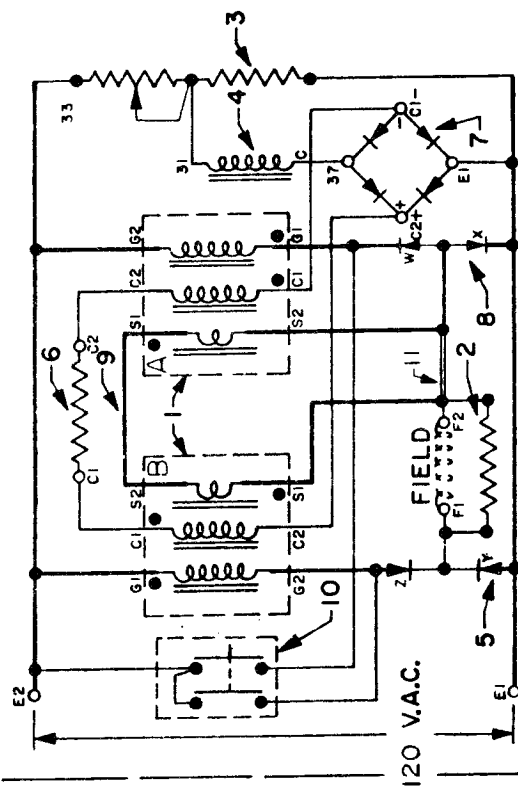 E2
33
6
3
C1
C2
9
4
G1
C1
S2
S1
C2
G2
31
B
1
A
G2
C2
S1
S2
C1
G1
C
10
37
Z
11
W
+
C2+
-
C1-
FIELD
F1
F2
120 V.A.C.
Y
X
E1
7
5
2
8
E1